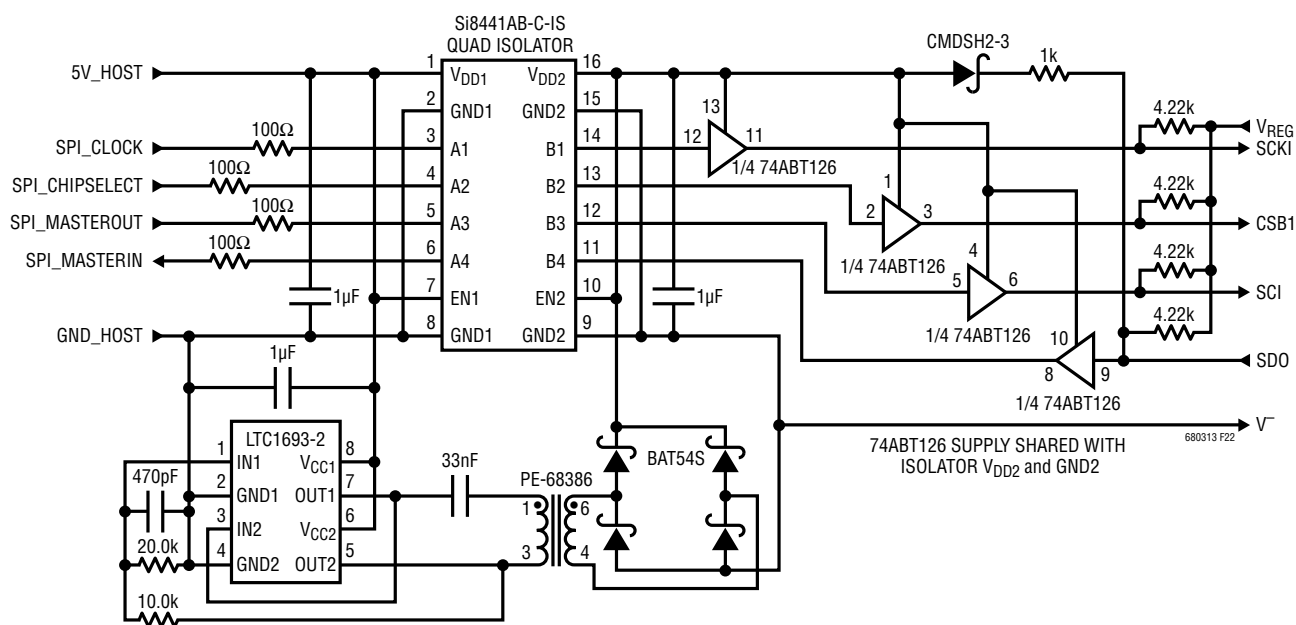 Si8441AB-C-IS
QUAD ISOLATOR
5V_HOST
1
VDD1
VDD2
16
CMDSH2-3
1k
2
GND1
GND2
15
13
4.22k
VREG
SPI_CLOCK
100Ω
3
A1
B1
14
12
11
SCKI
1/4 74ABT126
SPI_CHIPSELECT
100Ω
4
A2
B2
13
1
4.22k
SPI_MASTEROUT
100Ω
5
A3
B3
12
2
3
CSB1
SPI_MASTERIN
100Ω
6
A4
B4
11
4
1/4 74ABT126
4.22k
1µF
7
EN1
EN2
10
1µF
5
6
SCI
GND_HOST
8
GND1
GND2
9
1/4 74ABT126
10
4.22k
1µF
8
9
SDO
1/4 74ABT126
LTC1693-2
V–
680313 F22
74ABT126 SUPPLY SHARED WITH
ISOLATOR VDD2 and GND2
1
IN1
VCC1
8
33nF
BAT54S
470pF
2
GND1
OUT1
7
PE-68386
3
IN2
VCC2
6
1
6
20.0k
4
GND2
OUT2
5
3
4
10.0k